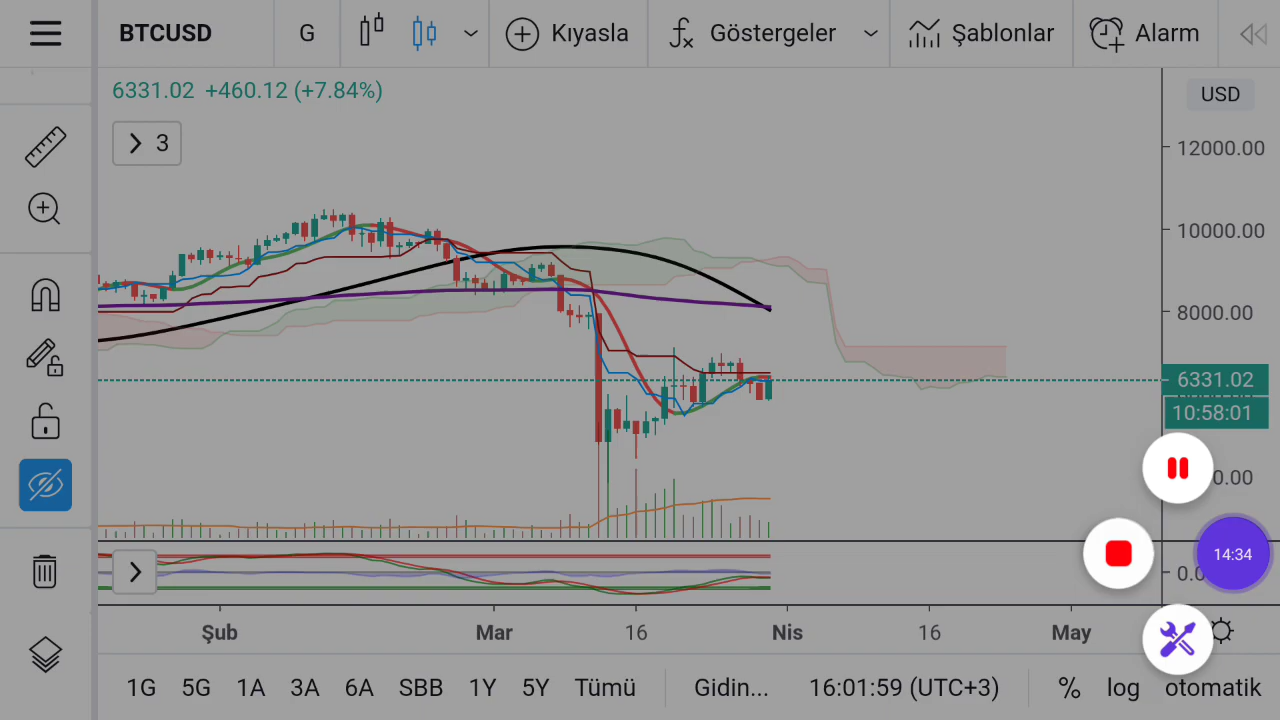 BTCUSD
G
Kıyasla
Göstergeler
Şablonlar
Alarm
6331.02 +460.12 (+7.84%)
USD
3
12000.00
10000.00
8000.00
6331.02
10:58:01
0.00
14:34
0.0
Şub
Mar
16
Nis
16
May
1G 5G 1A 3A 6A SBB 1Y 5Y Tümü
Gidin...
16:01:59 (UTC+3)
%
log
otomatik